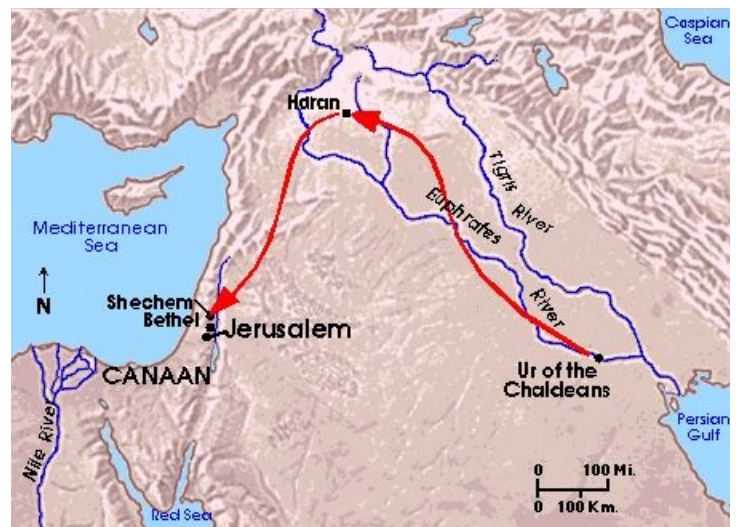 Caspian
Sea
Haran
Tigris
River
Euphrates
River
Mediterranean
Sea
N
Shechem
Bethel
Jerusalem
CANAAN
Ur of the
Chaldeans
Nile River
Persian
Gulf
0 100 Mi.
0 100 Km.
Red Sea